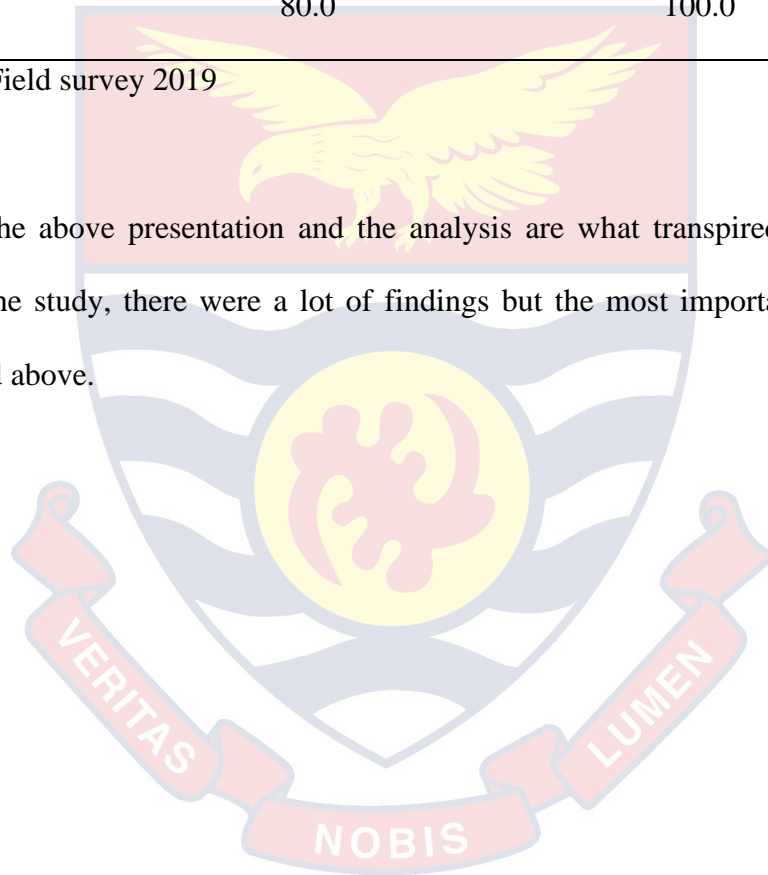 80.0 100.0
Field survey 2019
he above presentation and the analysis are what transpired
ne study, there were a lot of findings but the most importa
above.
VERITAS
NOBIS
LUMEN